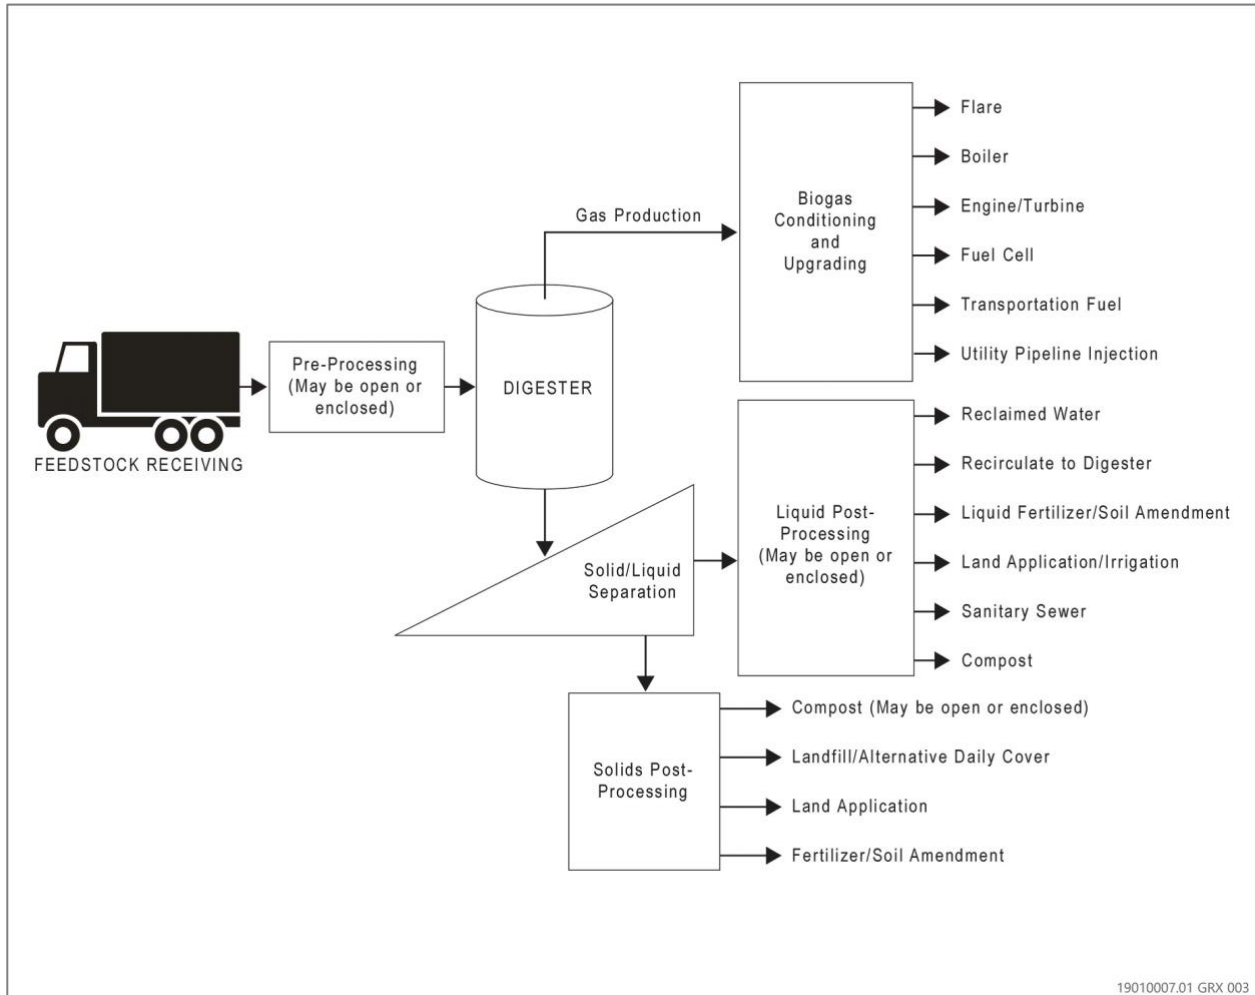 FEEDSTOCK RECEIVING
Pre-Processing
(May be open or
enclosed)
DIGESTER
Gas Production
Biogas
Conditioning
and
Upgrading
Flare
Boiler
Engine/Turbine
Fuel Cell
Transportation Fuel
Utility Pipeline Injection
Solid/Liquid
Separation
Liquid Post-
Processing
(May be open or
enclosed)
Reclaimed Water
Recirculate to Digester
Liquid Fertilizer/Soil Amendment
Land Application/Irrigation
Sanitary Sewer
Compost
Solids Post-
Processing
Compost (May be open or enclosed)
Landfill/Alternative Daily Cover
Land Application
Fertilizer/Soil Amendment
19010007.01 GRX 003